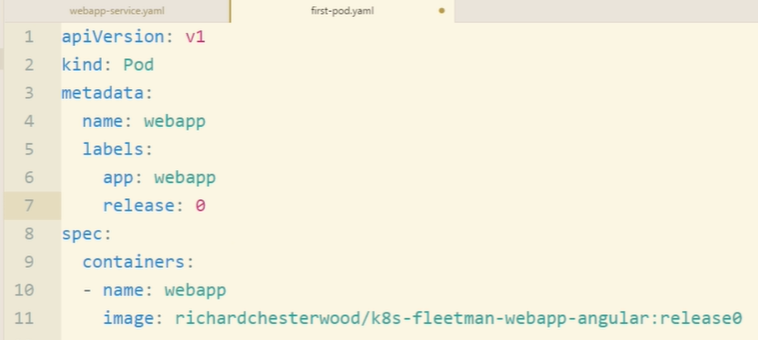 webapp-service.yaml first-pod.yaml
1 apiVersion: v1
2 kind: Pod
3 metadata:
4   name: webapp
5   labels:
6     app: webapp
7     release: 0
8 spec:
9   containers:
10   - name: webapp
11     image: richardchesterwood/k8s-fleetman-webapp-angular:release0